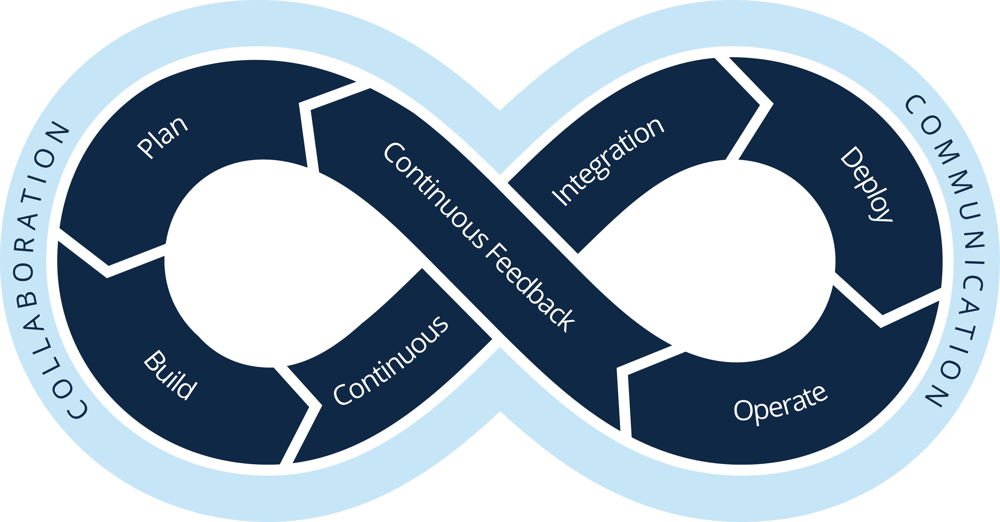 COLLABORATION
Plan
Build
Continuous
Integration
Deploy
Operate
Continuous Feedback
COMMUNICATION